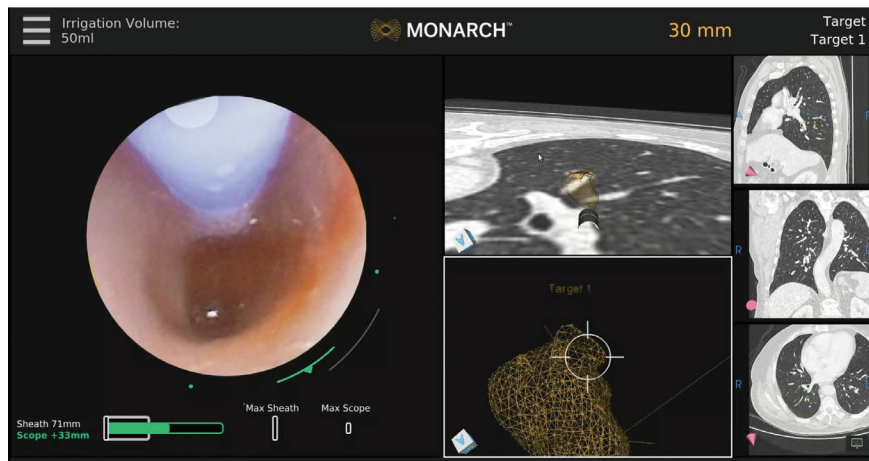 Irrigation Volume:
50ml
MONARCH™
30 mm
Target
Target 1
Target 1
Sheath 71mm
Scope +33mm
Max Sheath
Max Scope
A
R
R
A
A